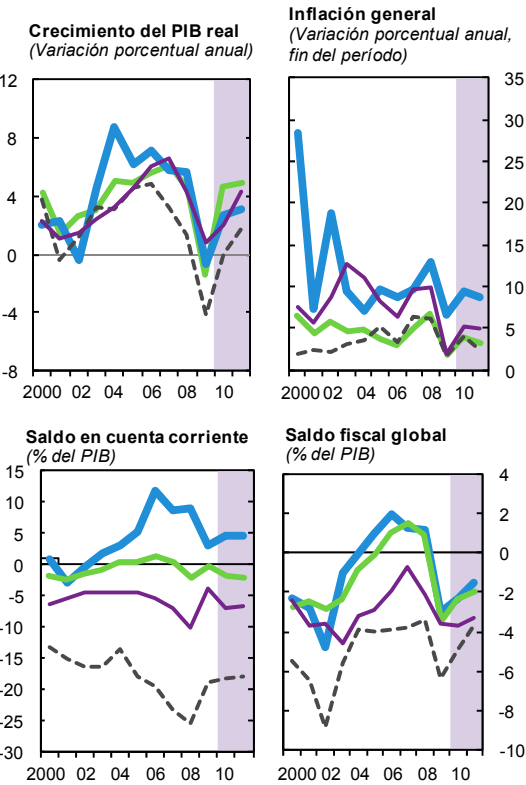 Crecimiento del PIB real
(Variación porcentual anual)
12
8
4
0
-4
-8
2000 02 04 06 08 10
Inflación general
(Variación porcentual anual,
fin del período)
35
30
25
20
15
10
5
0
2000 02 04 06 08 10
Saldo en cuenta corriente
(% del PIB)
15
10
5
0
-5
-10
-15
-20
-25
-30
2000 02 04 06 08 10
Saldo fiscal global
(% del PIB)
4
2
0
-2
-4
-6
-8
-10
2000 02 04 06 08 10